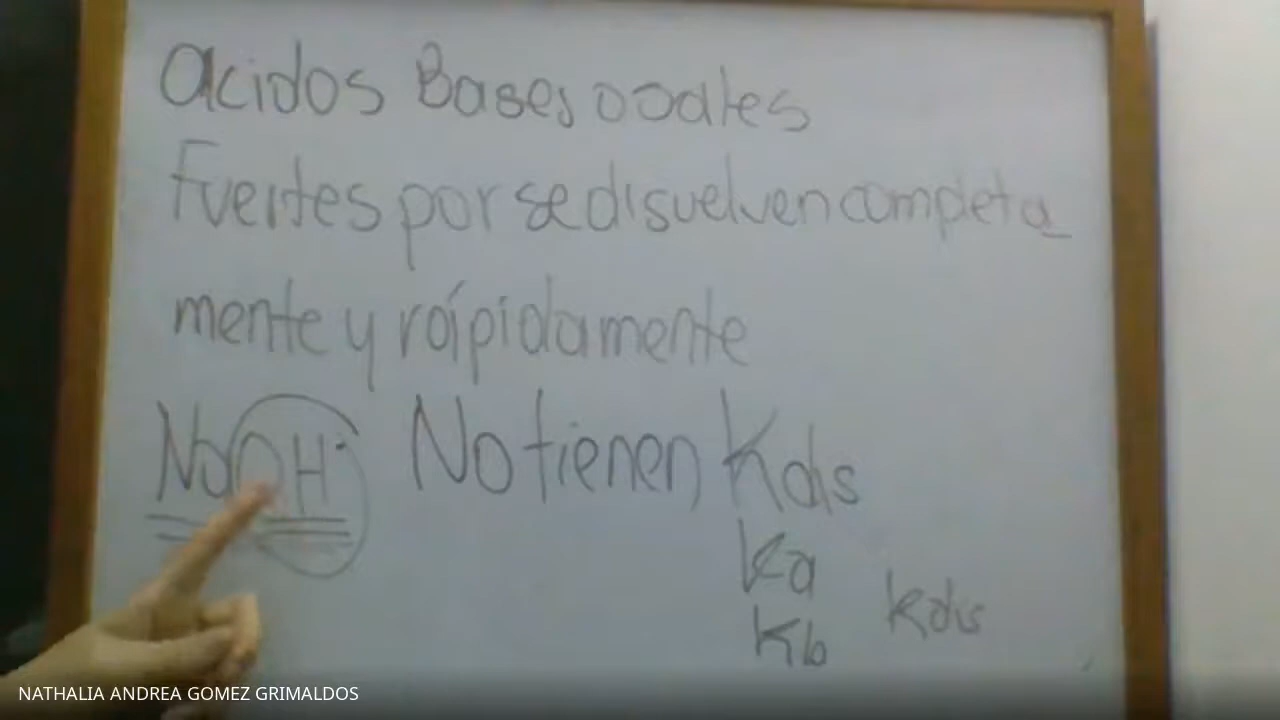 acidos Bases o sales
Fuertes por se disuelven completa_
mente y rápidamente
NaOH- No tienen Kdis
Ka
Kdis
Kb
NATHALIA ANDREA GOMEZ GRIMALDOS